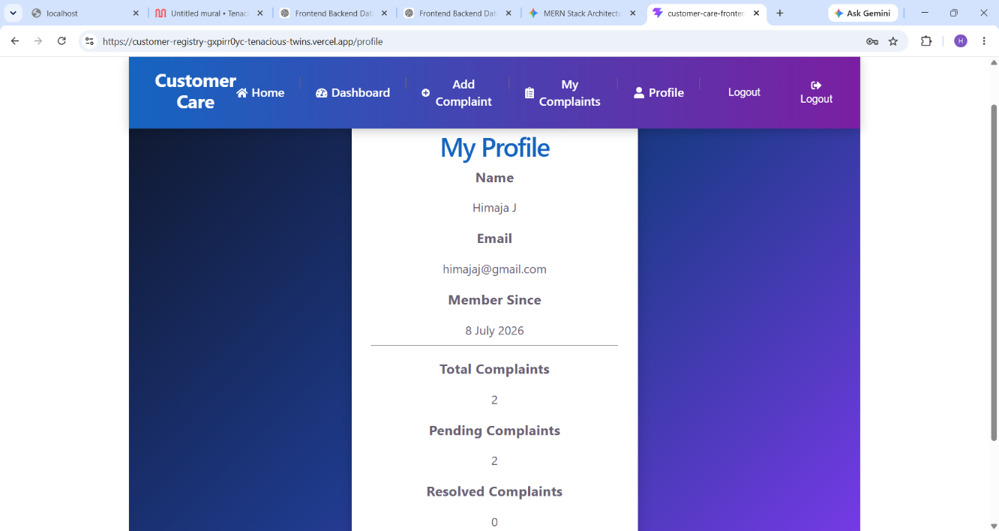 localhost
Untitled mural • Tenac
Frontend Backend Dat
Frontend Backend Dat
MERN Stack Architectu
customer-care-fronten
Ask Gemini
https://customer-registry-gxpirr0yc-tenacious-twins.vercel.app/profile
H
Customer
Care
Home
Dashboard
Add
Complaint
My
Complaints
Profile
Logout
Logout
My Profile
Name
Himaja J
Email
himajaj@gmail.com
Member Since
8 July 2026
Total Complaints
2
Pending Complaints
2
Resolved Complaints
0